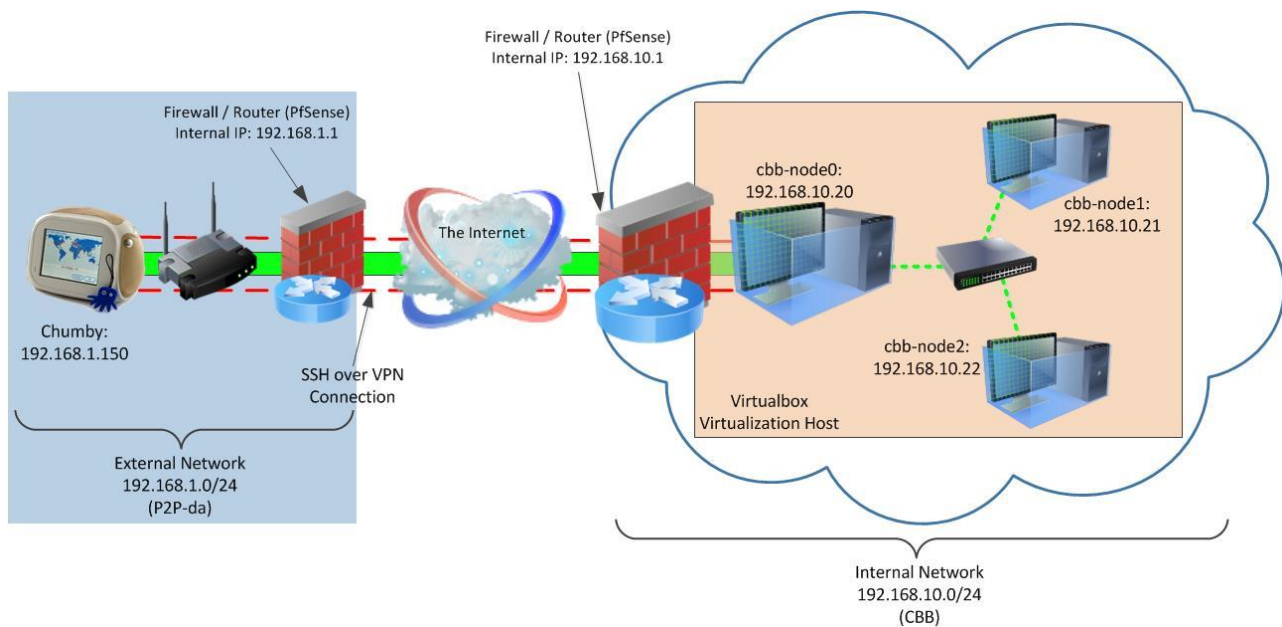 Firewall / Router (PfSense)
Internal IP: 192.168.10.1
Firewall / Router (PfSense)
Internal IP: 192.168.1.1
cbb-node0:
192.168.10.20
cbb-node1:
192.168.10.21
The Internet
Chumby:
192.168.1.150
cbb-node2:
192.168.10.22
SSH over VPN
Connection
Virtualbox
Virtualization Host
External Network
192.168.1.0/24
(P2P-da)
Internal Network
192.168.10.0/24
(CBB)